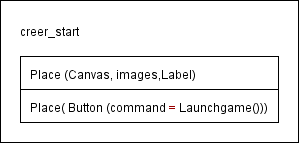 creer_start
Place (Canvas, images,Label)
Place( Button (command = Launchgame()))